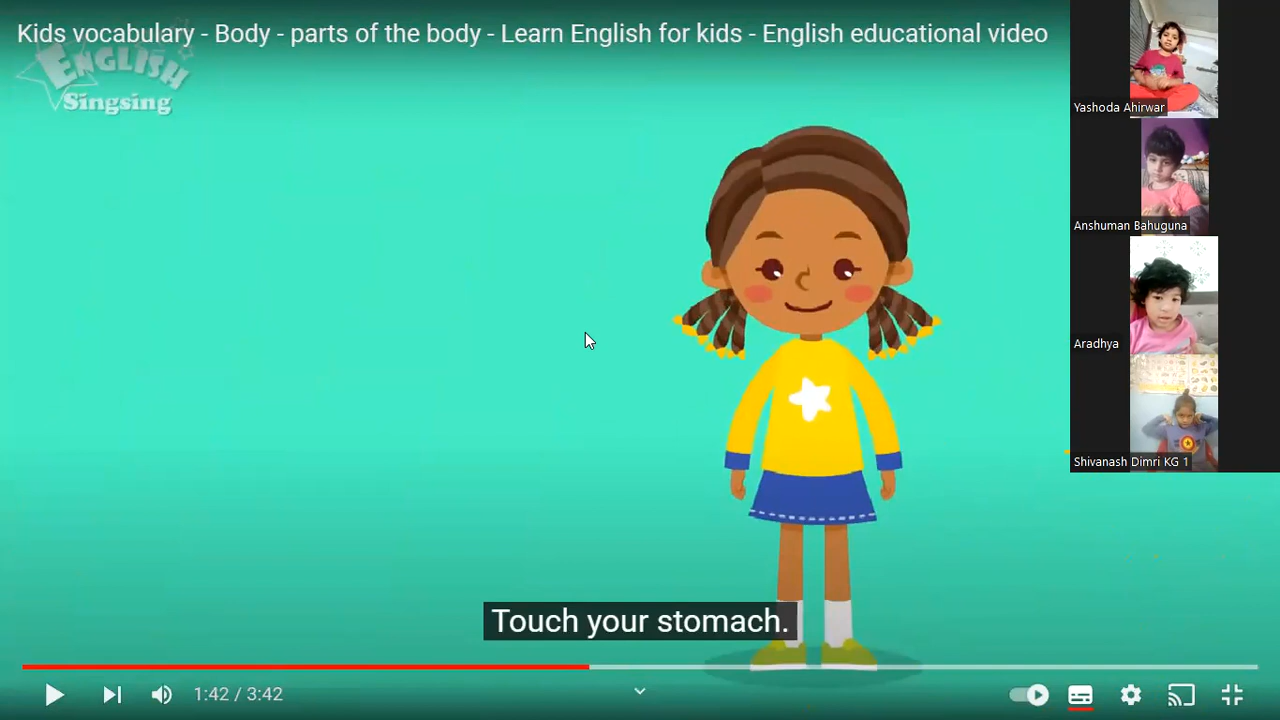 Kids vocabulary - Body - parts of the body - Learn English for kids - English educational video
ENGLISH
Singsing
Yashoda Ahirwar
Anshuman Bahuguna
Aradhya
Shivanash Dimri KG 1
Touch your stomach.
1:42 / 3:42